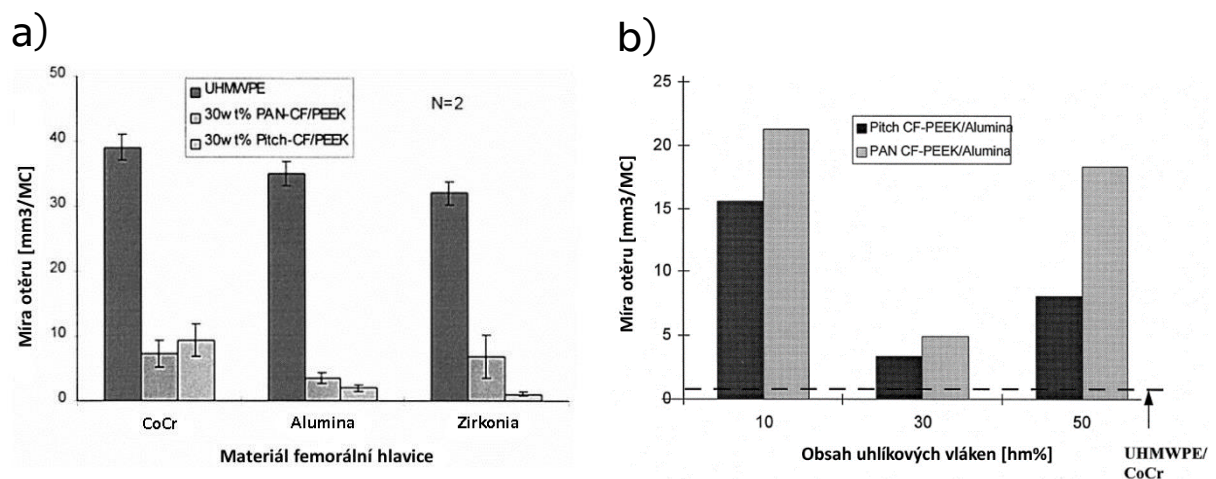 a)
50
40
30
20
10
0
Míra otěru [mm3/MC]
UHMWPE
30w t% PAN-CF/PEEK
30w t% Pitch-CF/PEEK
N=2
CoCr
Alumina
Zirkonia
Materiál femorální hlavice
b)
25
20
15
10
5
0
Míra otěru [mm3/MC]
Pitch CF-PEEK/Alumina
PAN CF-PEEK/Alumina
10
30
50
Obsah uhlíkových vláken [hm%]
UHMWPE/
CoCr